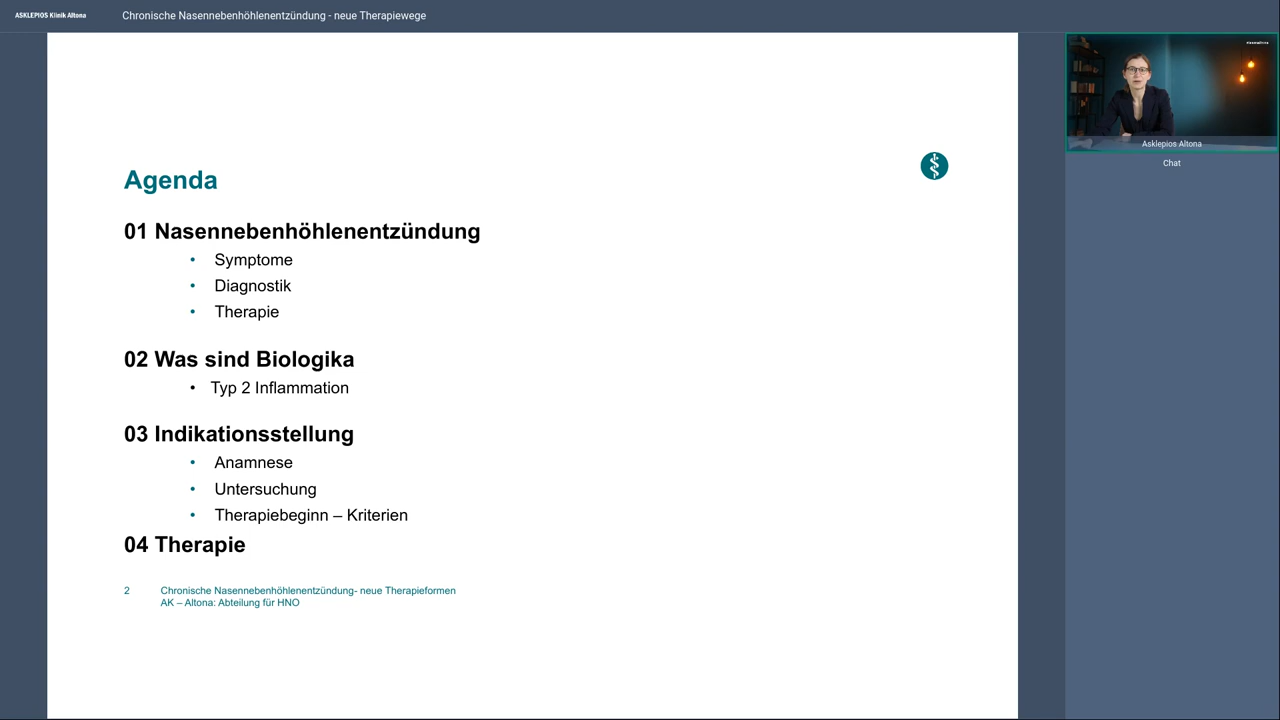 ASKLEPIOS Klinik Altona
Chronische Nasennebenhöhlenentzündung - neue Therapiewege
Asklepios Altona
Chat
Agenda
01 Nasennebenhöhlenentzündung
• Symptome
• Diagnostik
• Therapie
02 Was sind Biologika
• Typ 2 Inflammation
03 Indikationsstellung
• Anamnese
• Untersuchung
• Therapiebeginn – Kriterien
04 Therapie
2 Chronische Nasennebenhöhlenentzündung- neue Therapieformen
AK – Altona: Abteilung für HNO